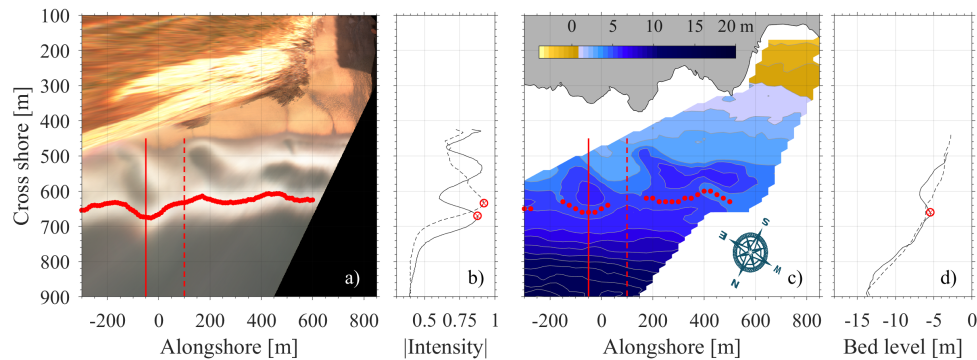 100
200
300
400
500
600
700
800
900
Cross shore [m]
-200 0 200 400 600 800
Alongshore [m]
a)
0.5 0.75 1
|Intensity|
b)
0 5 10 15 20 m
S
E
W
N
-200 0 200 400 600 800
Alongshore [m]
c)
-15 -10 -5 0
Bed level [m]
d)